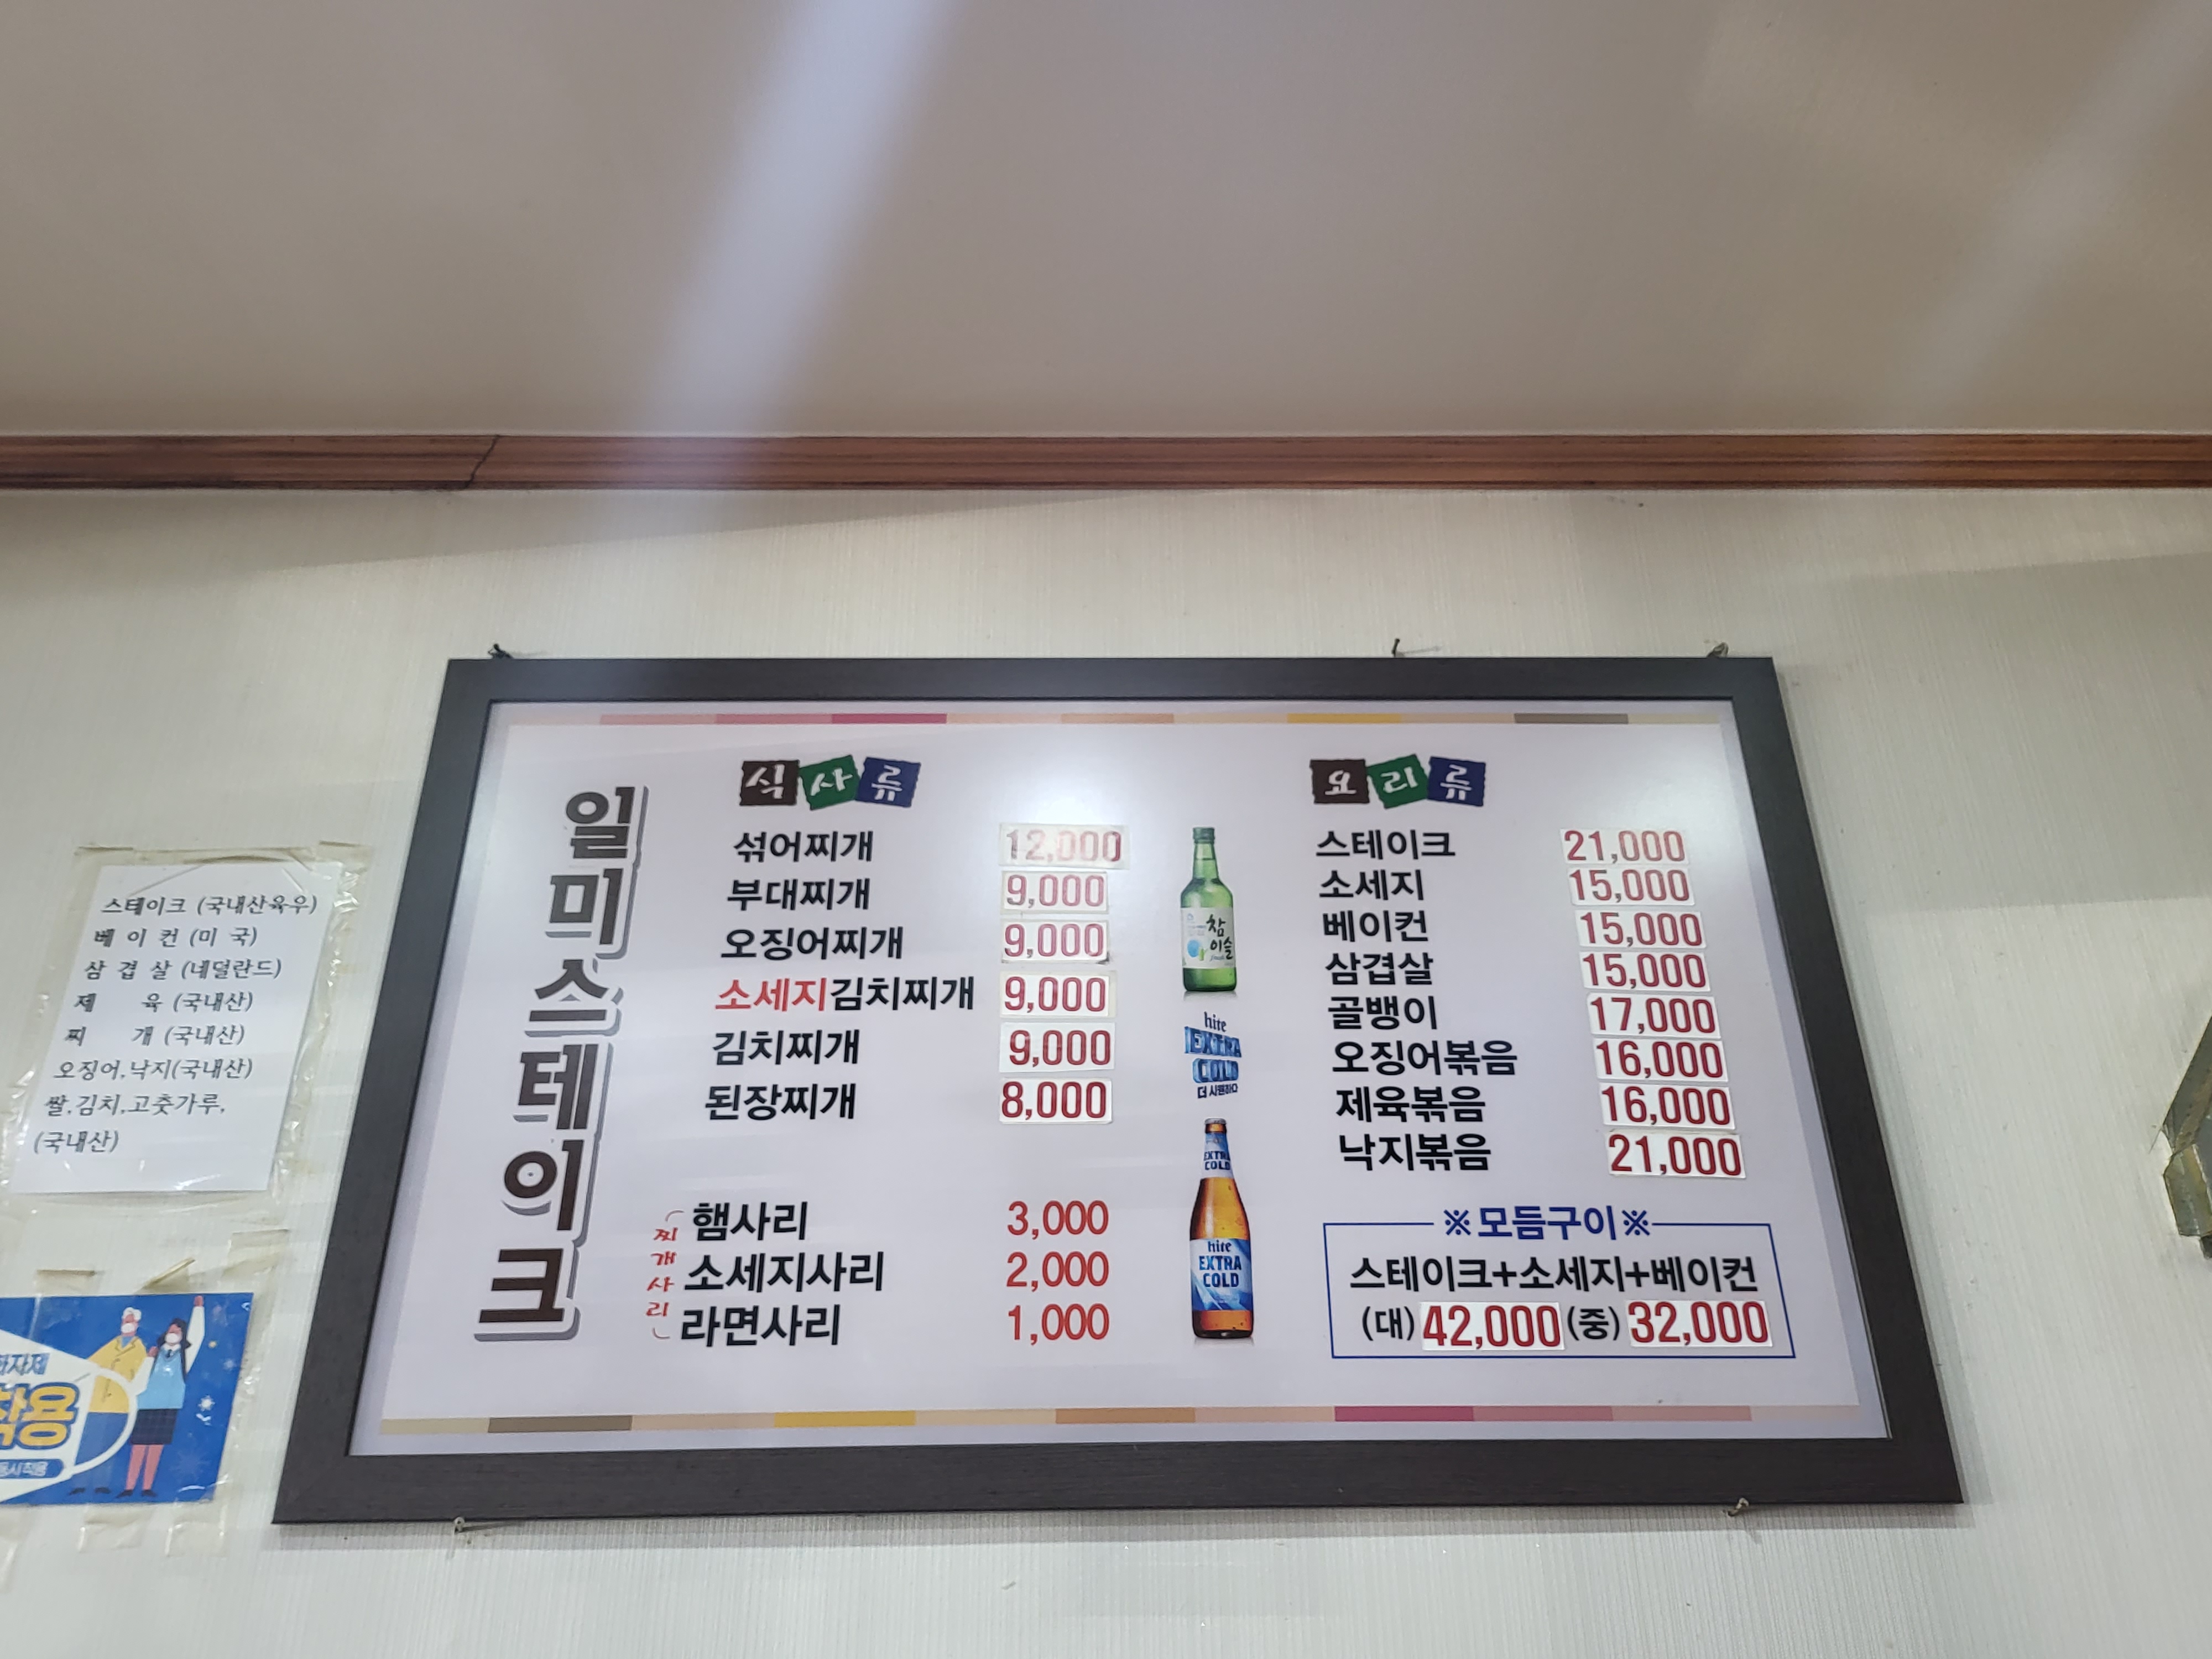 스테이크 (국내산육우)
베 이 컨 (미 국)
삼 겹 살 (네덜란드)
제 육 (국내산)
찌 개 (국내산)
오징어,낙지(국내산)
쌀,김치,고춧가루,
(국내산)
착용
일미스테이크
식사류
섞어찌개 12,000
부대찌개 9,000
오징어찌개 9,000
소세지김치찌개 9,000
김치찌개 9,000
된장찌개 8,000
찌개사리
햄사리 3,000
소세지사리 2,000
라면사리 1,000
참이슬
fresh
hite
EXTRA
COLD
더 시원하다
EXTRA
COLD
hite
EXTRA
COLD
요리류
스테이크 21,000
소세지 15,000
베이컨 15,000
삼겹살 15,000
골뱅이 17,000
오징어볶음 16,000
제육볶음 16,000
낙지볶음 21,000
※모듬구이※
스테이크+소세지+베이컨
(대) 42,000 (중) 32,000